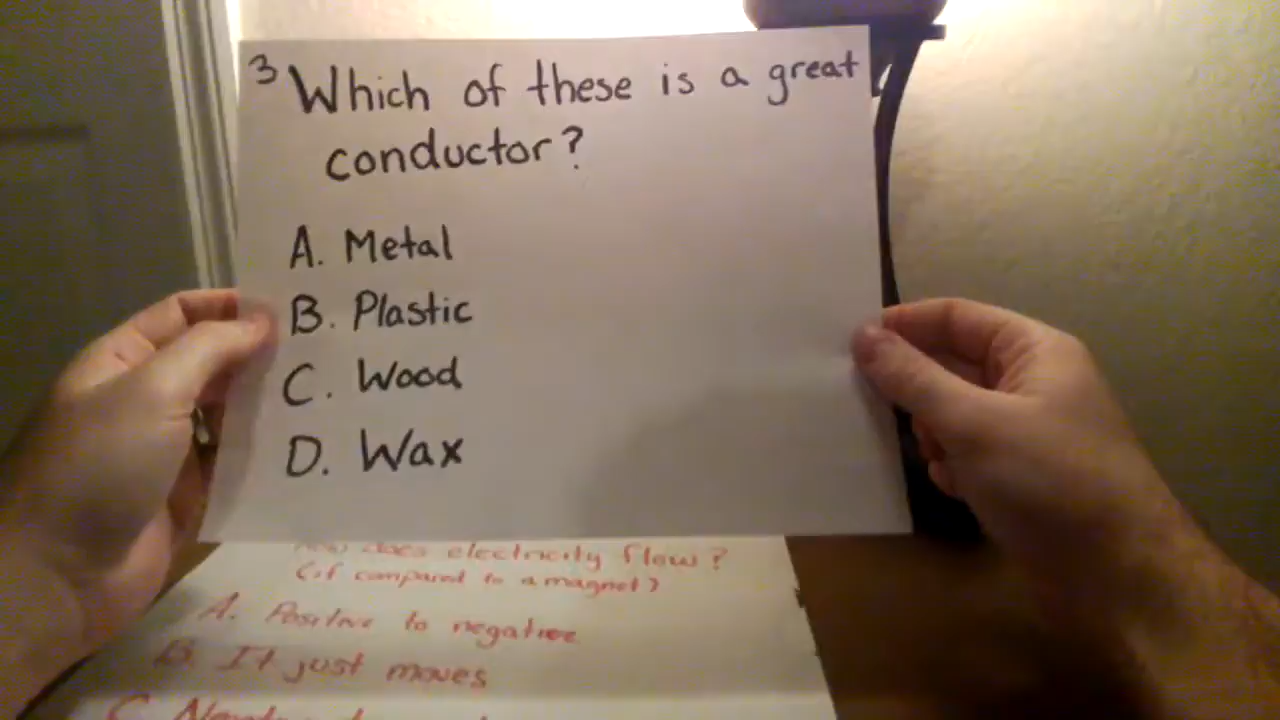 3 Which of these is a great
conductor?
A. Metal
B. Plastic
C. Wood
D. Wax
does electricity flow?
(if compared to a magnet?)
A. Positive to negative
B. It just moves
C.